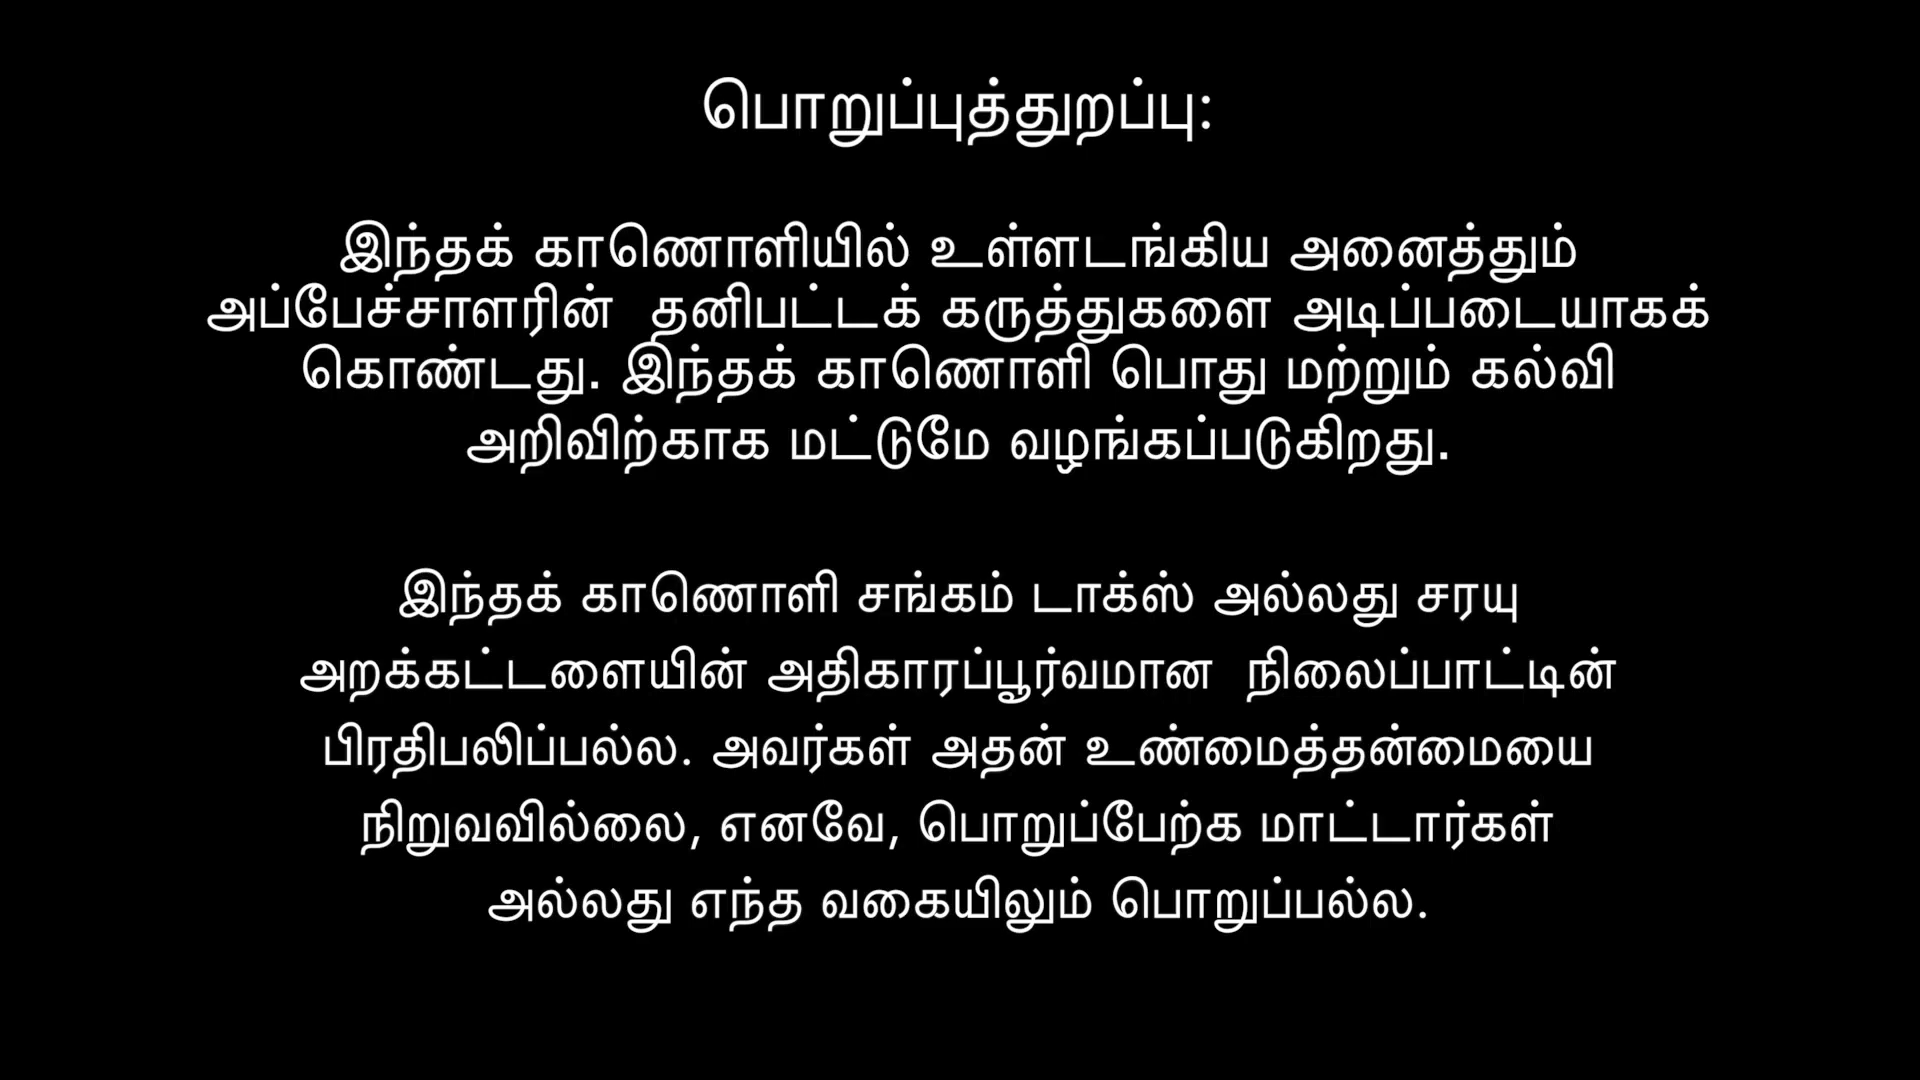 பொறுப்புத்துறப்பு:
இந்தக் காணொளியில் உள்ளடங்கிய அனைத்தும்
அப்பேச்சாளரின் தனிபட்டக் கருத்துகளை அடிப்படையாகக்
கொண்டது. இந்தக் காணொளி பொது மற்றும் கல்வி
அறிவிற்காக மட்டுமே வழங்கப்படுகிறது.
இந்தக் காணொளி சங்கம் டாக்ஸ் அல்லது சரயு
அறக்கட்டளையின் அதிகாரப்பூர்வமான நிலைப்பாட்டின்
பிரதிபலிப்பல்ல. அவர்கள் அதன் உண்மைத்தன்மையை
நிறுவவில்லை, எனவே, பொறுப்பேற்க மாட்டார்கள்
அல்லது எந்த வகையிலும் பொறுப்பல்ல.